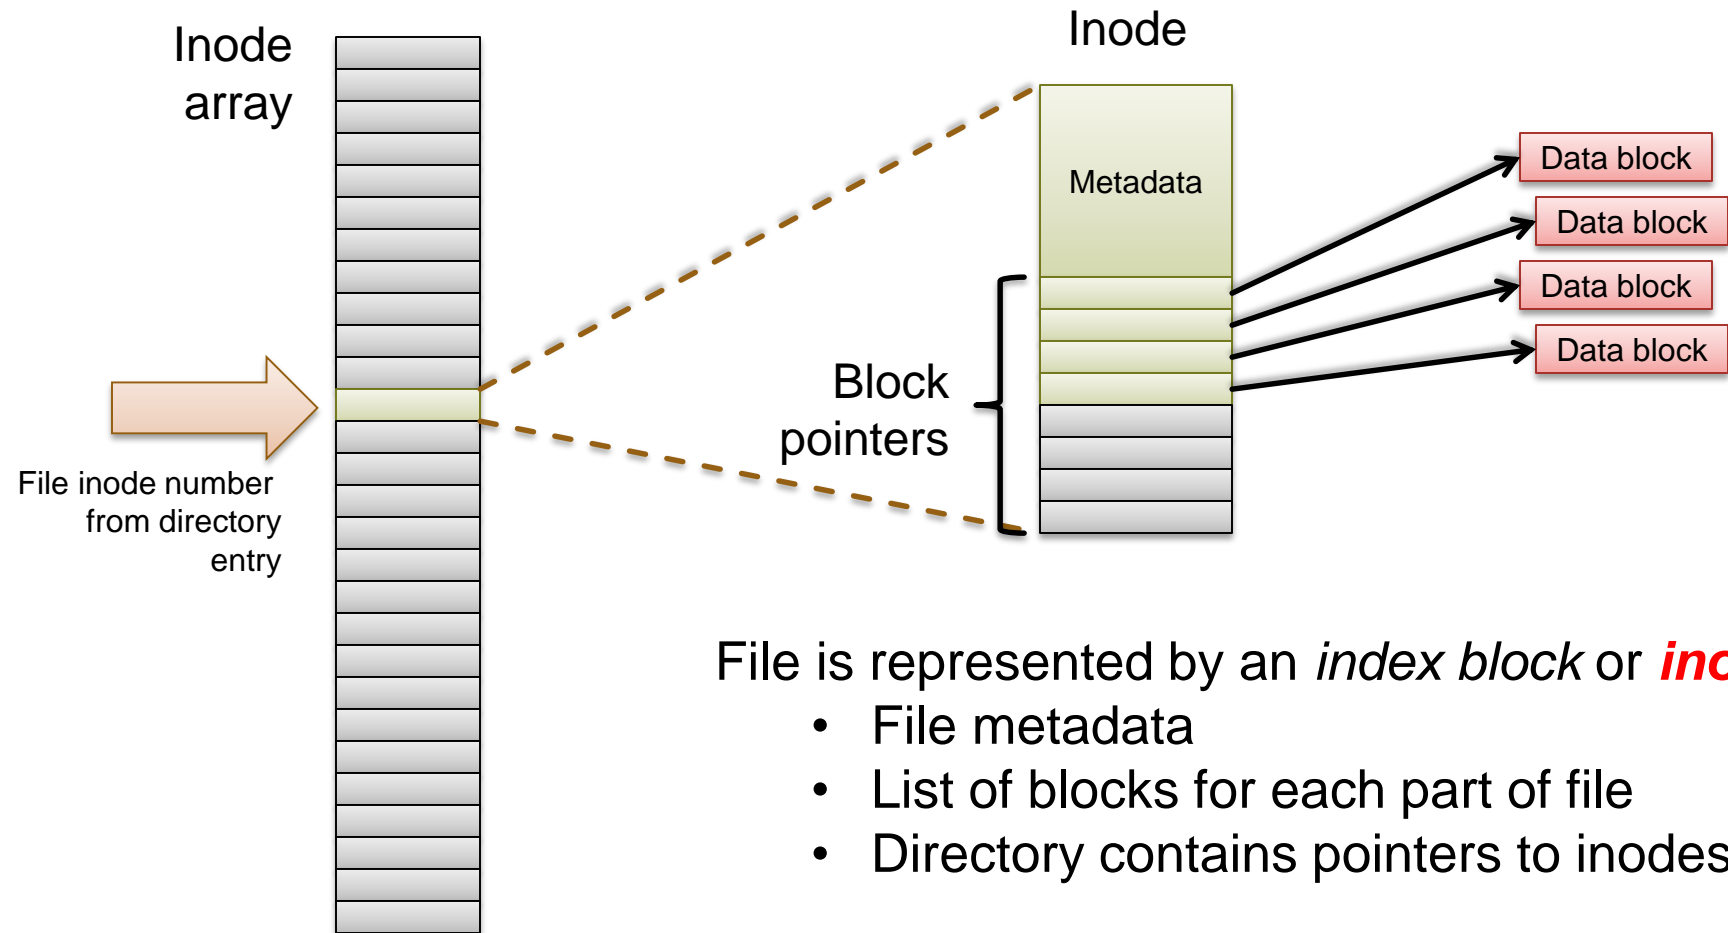 Inode
array
Inode
Metadata
Data block
Data block
Data block
Data block
Block
pointers
File inode number
from directory
entry
File is represented by an index block or
• File metadata
• List of blocks for each part of file
• Directory contains pointers to inodes